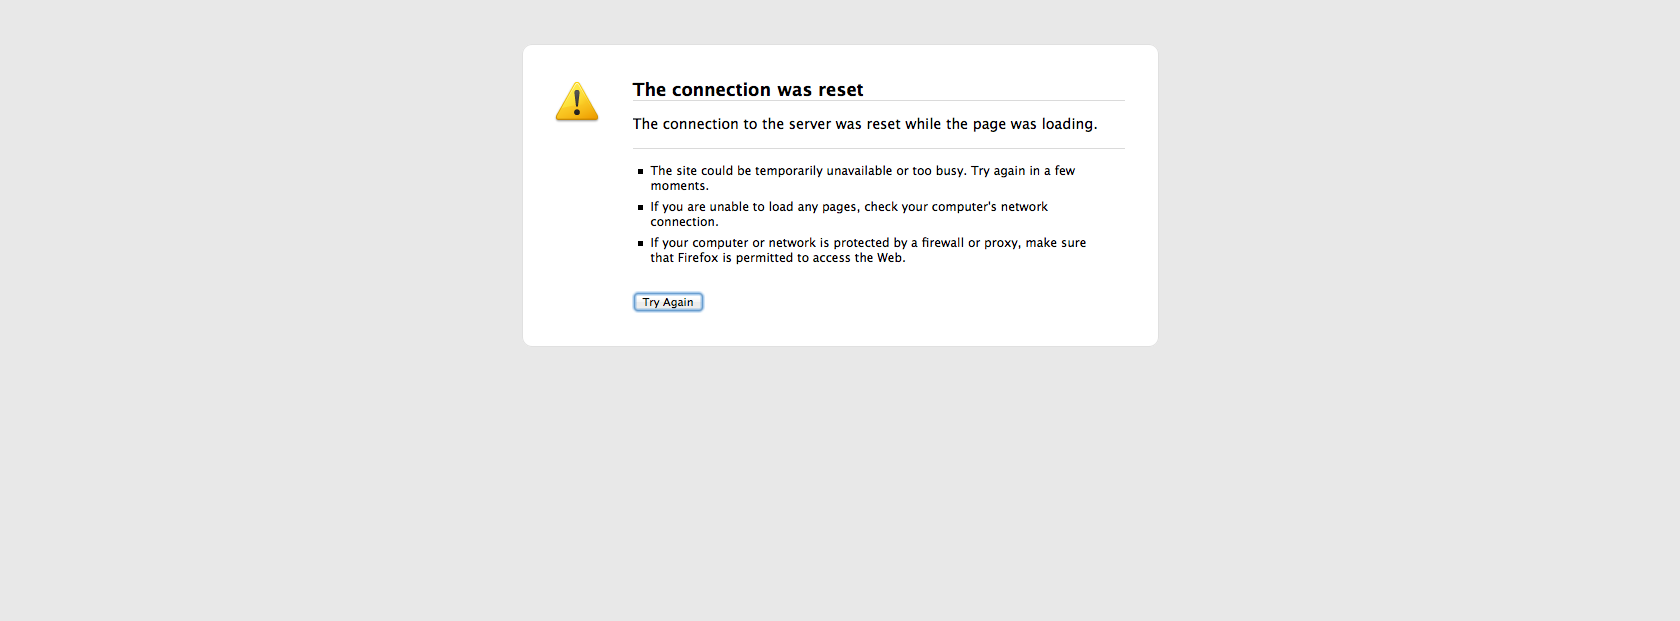 The connection was reset
The connection to the server was reset while the page was loading.
The site could be temporarily unavailable or too busy. Try again in a few
moments.
If you are unable to load any pages, check your computer's network
connection.
If your computer or network is protected by a firewall or proxy, make sure
that Firefox is permitted to access the Web.
Try Again